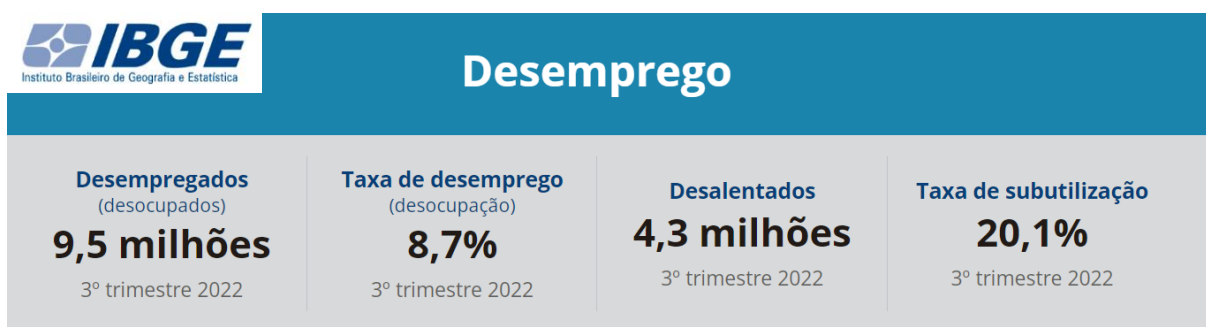 IBGE
Instituto Brasileiro de Geografia e Estatística
Desemprego
Desempregados
(desocupados)
9,5 milhões
3º trimestre 2022
Taxa de desemprego
(desocupação)
8,7%
3º trimestre 2022
Desalentados
4,3 milhões
3º trimestre 2022
Taxa de subutilização
20,1%
3º trimestre 2022